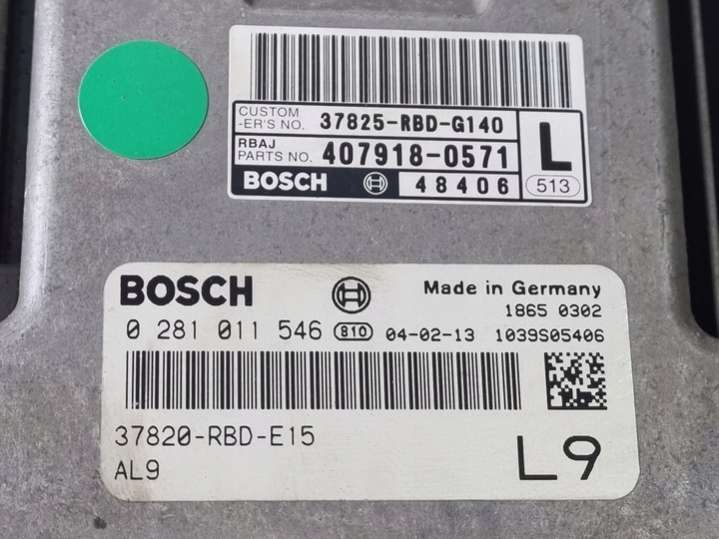 CUSTOM
-ER'S NO. 37825-RBD-G140
RBAJ
PARTS NO. 407918-0571
L
BOSCH 48406 513
BOSCH Made in Germany
1865 0302
0 281 011 546 810 04-02-13 1039S05406
37820-RBD-E15
AL9
L9